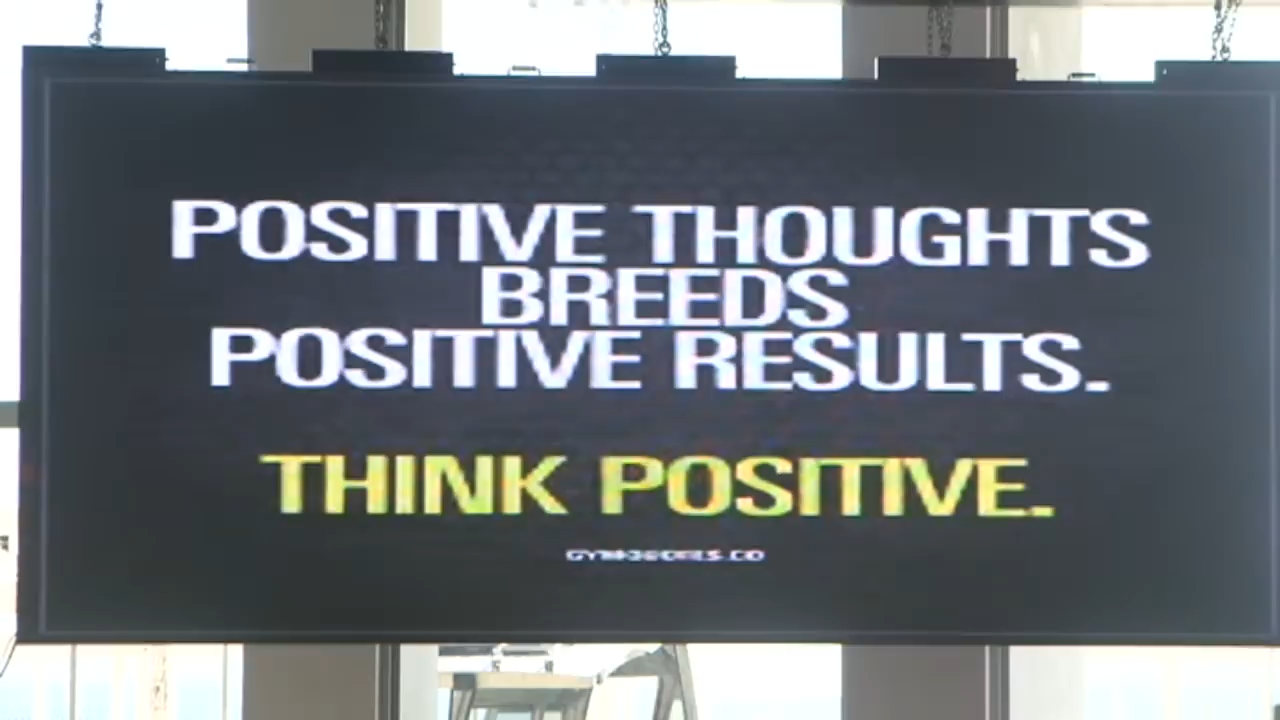 POSITIVE THOUGHTS
BREEDS
POSITIVE RESULTS.
THINK POSITIVE.